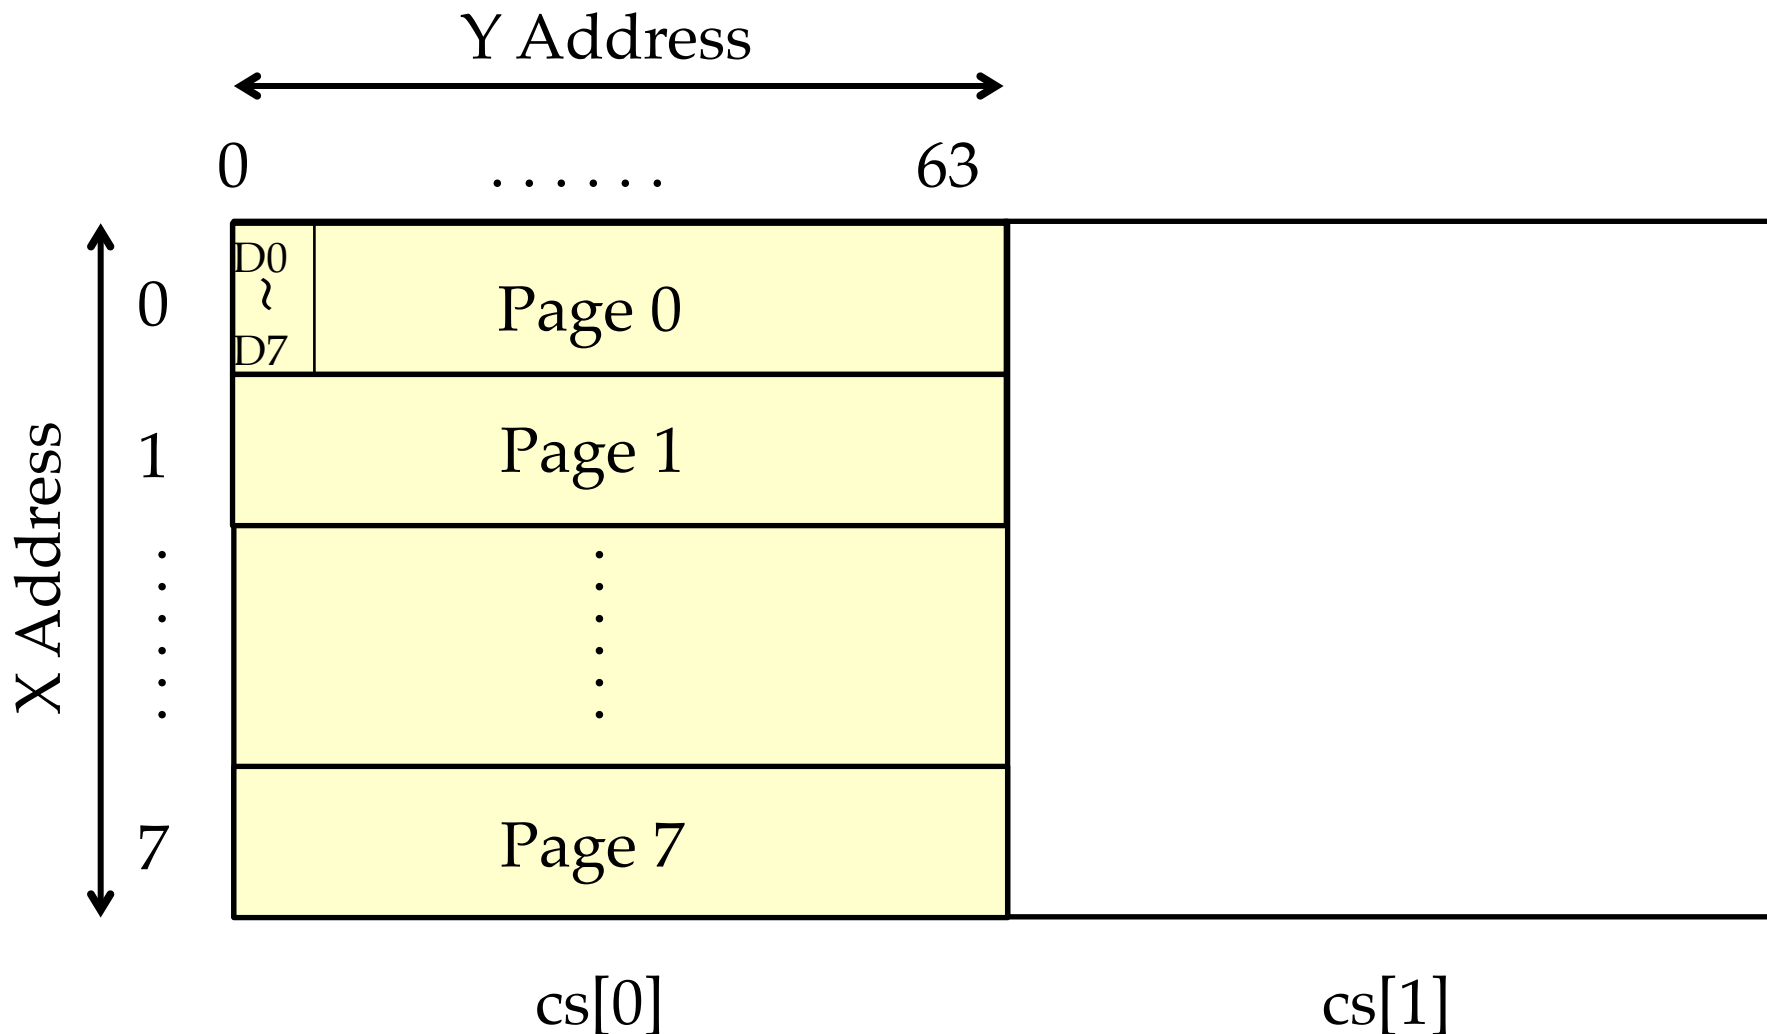 Y Address
0 . . . . . . 63
D0
~
D7
0
Page 0
1
Page 1
X Address
. . . . . .
. . . . . .
7
Page 7
cs[0] cs[1]